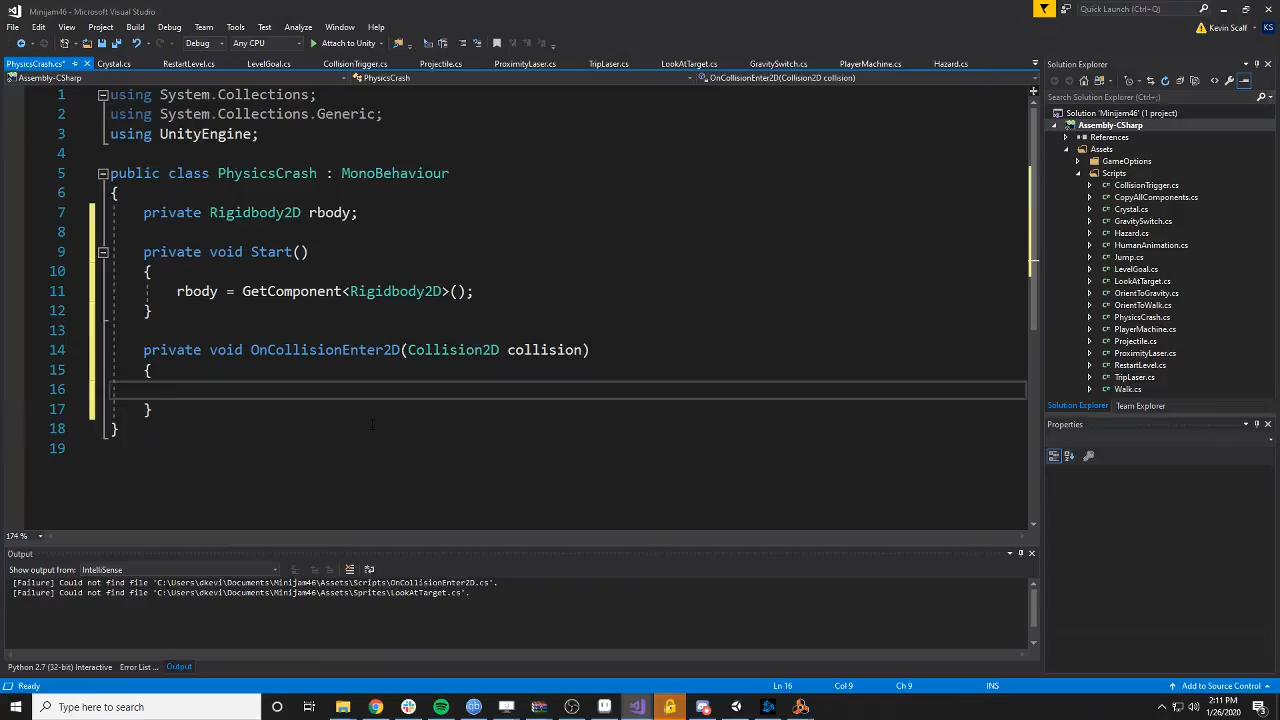 Minijam46 - Microsoft Visual Studio
Quick Launch (Ctrl+Q)
File Edit View Project Build Debug Team Tools Test Analyze Window Help
Kevin Scalf KS
Debug Any CPU Attach to Unity
PhysicsCrash.cs* Crystal.cs RestartLevel.cs LevelGoal.cs CollisionTrigger.cs Projectile.cs ProximityLaser.cs TripLaser.cs LookAtTarget.cs GravitySwitch.cs PlayerMachine.cs Hazard.cs
Assembly-CSharp PhysicsCrash OnCollisionEnter2D(Collision2D collision)
1 using System.Collections;
2 using System.Collections.Generic;
3 using UnityEngine;
4
5 public class PhysicsCrash : MonoBehaviour
6 {
7 private Rigidbody2D rbody;
8
9 private void Start()
10 {
11 rbody = GetComponent<Rigidbody2D>();
12 }
13
14 private void OnCollisionEnter2D(Collision2D collision)
15 {
16
17 }
18 }
19
174 %
Output
Show output from: IntelliSense
[Failure] Could not find file 'C:\Users\dkevi\Documents\Minijam46\Assets\Scripts\OnCollisionEnter2D.cs'.
[Failure] Could not find file 'C:\Users\dkevi\Documents\Minijam46\Assets\Sprites\LookAtTarget.cs'.
Python 2.7 (32-bit) Interactive Error List ... Output
Solution Explorer
Search Solution Explorer (Ctrl+;)
Solution 'Minijam46' (1 project)
Assembly-CSharp
References
Assets
GameOptions
Scripts
CollisionTrigger.cs
CopyAllComponents.cs
Crystal.cs
GravitySwitch.cs
Hazard.cs
HumanAnimation.cs
Jump.cs
LevelGoal.cs
LookAtTarget.cs
OrientToGravity.cs
OrientToWalk.cs
PhysicsCrash.cs
PlayerMachine.cs
Projectile.cs
ProximityLaser.cs
RestartLevel.cs
TripLaser.cs
Walk.cs
Solution Explorer Team Explorer
Properties
Ready Ln 16 Col 9 Ch 9 INS Add to Source Control
Type here to search
2:11 PM
1/26/2020